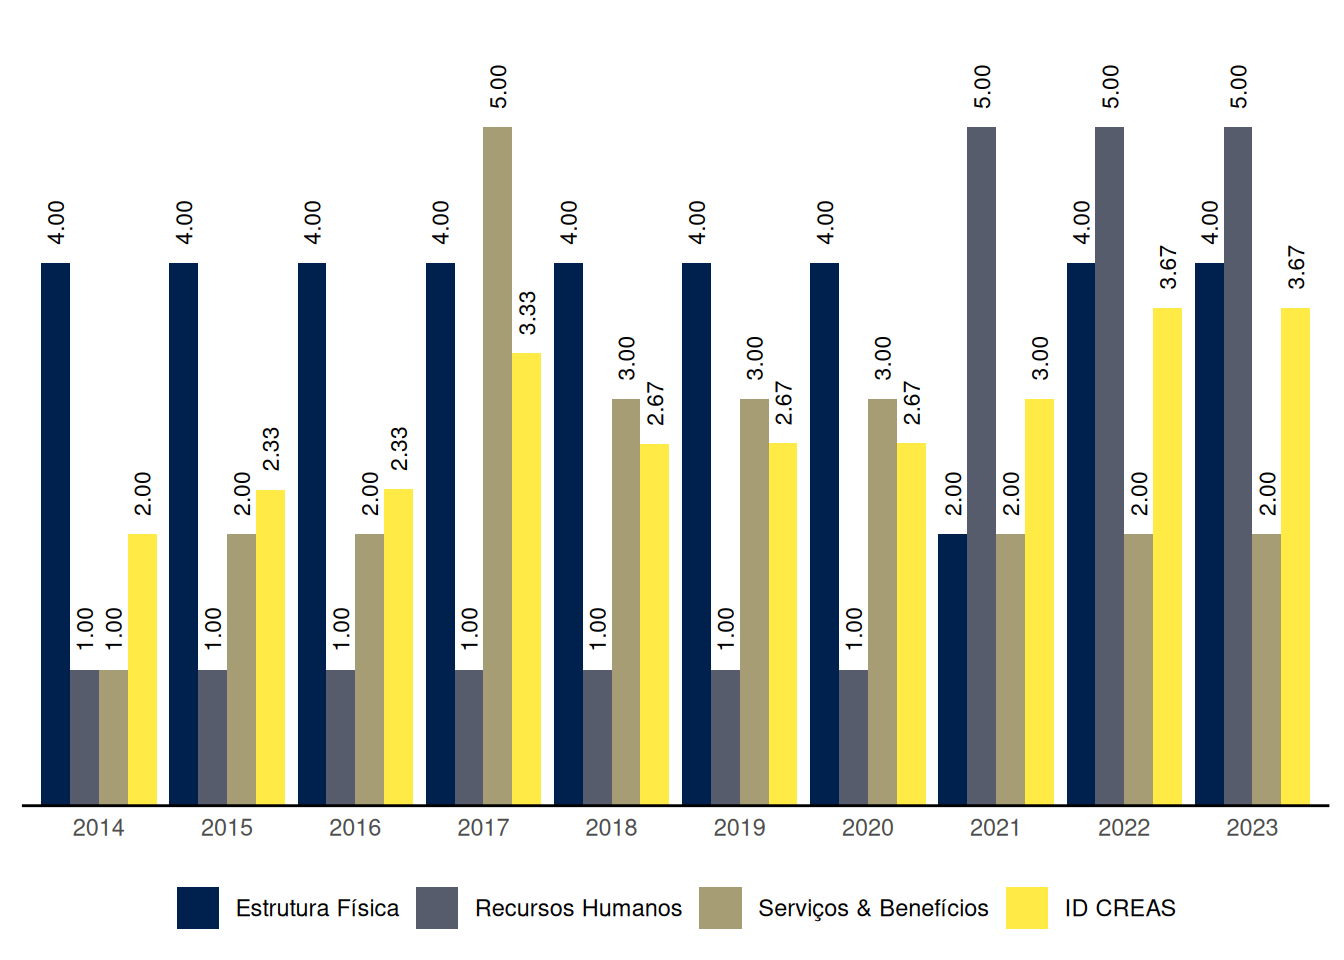 5.00 5.00 5.00 5.00
4.00 4.00 4.00 4.00 4.00 4.00 4.00 4.00 4.00
3.67 3.67
3.33
3.00 3.00 3.00 3.00
2.67 2.67 2.67
2.33 2.33
2.00 2.00 2.00 2.00 2.00 2.00 2.00
1.00 1.00 1.00 1.00 1.00 1.00 1.00 1.00
2014 2015 2016 2017 2018 2019 2020 2021 2022 2023
Estrutura Física Recursos Humanos Serviços & Benefícios ID CREAS